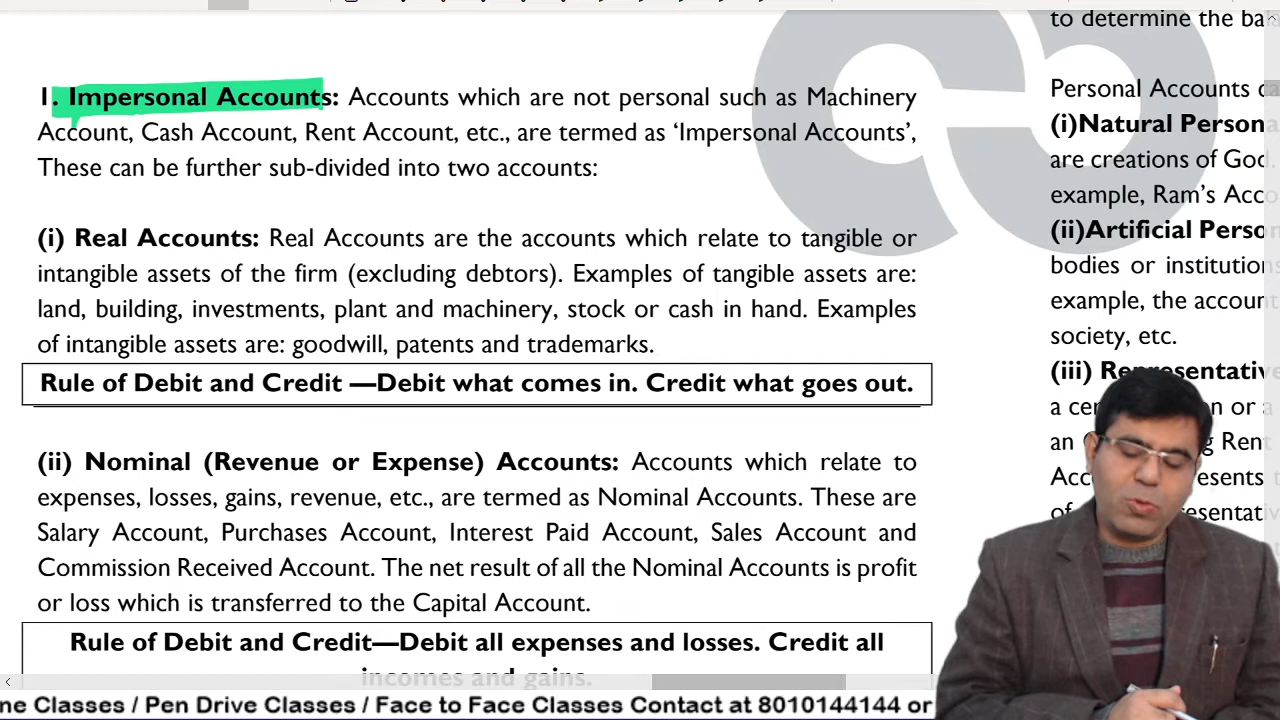 1. Impersonal Accounts: Accounts which are not personal such as Machinery
Account, Cash Account, Rent Account, etc., are termed as ‘Impersonal Accounts’,
These can be further sub-divided into two accounts:
(i) Real Accounts: Real Accounts are the accounts which relate to tangible or
intangible assets of the firm (excluding debtors). Examples of tangible assets are:
land, building, investments, plant and machinery, stock or cash in hand. Examples
of intangible assets are: goodwill, patents and trademarks.
Rule of Debit and Credit —Debit what comes in. Credit what goes out.
(ii) Nominal (Revenue or Expense) Accounts: Accounts which relate to
expenses, losses, gains, revenue, etc., are termed as Nominal Accounts. These are
Salary Account, Purchases Account, Interest Paid Account, Sales Account and
Commission Received Account. The net result of all the Nominal Accounts is profit
or loss which is transferred to the Capital Account.
Rule of Debit and Credit—Debit all expenses and losses. Credit all
incomes and gains.
to determine the
Personal Accounts
(i)Natural
are creations of God.
example, Ram’s
(ii)Artificial
bodies or
example, the
society, etc.
(iii) Representative
a or
an Rent
of
ne Classes / Pen Drive Classes / Face to Face Classes Contact at 8010144144 or